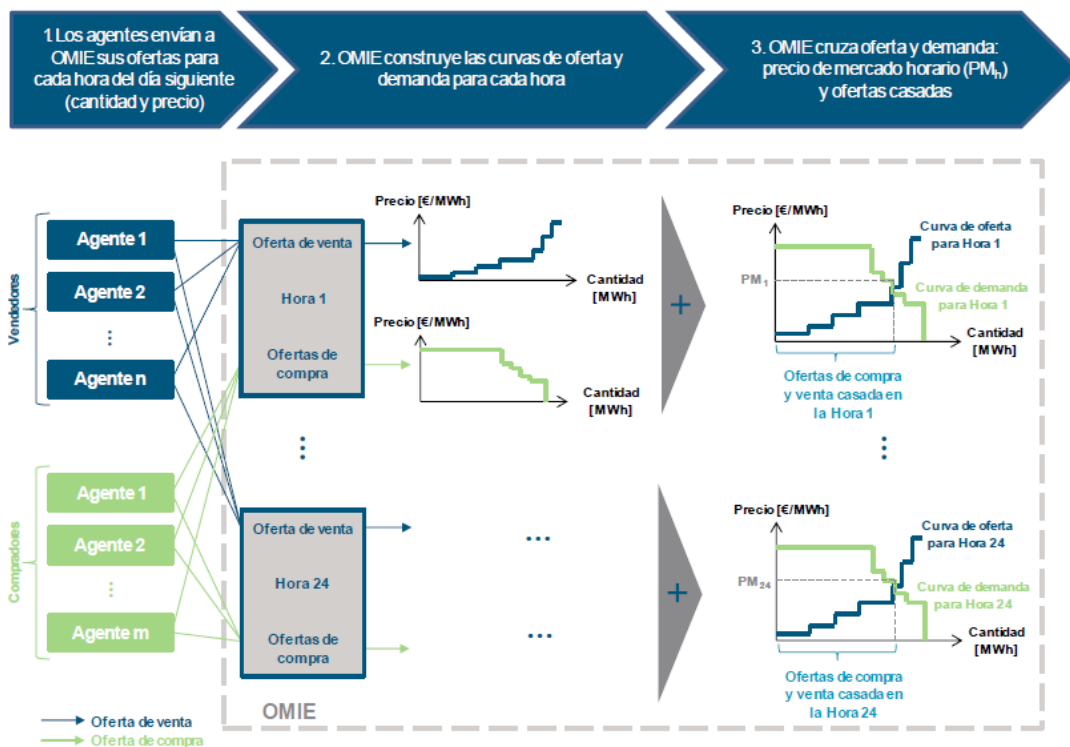 1. Los agentes envían a
OMIE sus ofertas para
cada hora del día siguiente
(cantidad y precio)
2. OMIE construye las curvas de oferta y
demanda para cada hora
3. OMIE cruza oferta y demanda:
precio de mercado horario (PMh)
y ofertas casadas
Vendedores
Agente 1
Agente 2
...
Agente n
Compradores
Agente 1
Agente 2
...
Agente m
Oferta de venta
Hora 1
Ofertas de
compra
...
Oferta de venta
Hora 24
Ofertas de
compra
OMIE
Precio [€/MWh]
Cantidad
[MWh]
Precio [€/MWh]
Cantidad
[MWh]
...
...
+
+
Precio [€/MWh]
Curva de oferta
para Hora 1
PM1
Curva de demanda
para Hora 1
Cantidad
[MWh]
Ofertas de compra
y venta casada en
la Hora 1
...
Precio [€/MWh]
Curva de oferta
para Hora 24
PM24
Curva de demanda
para Hora 24
Cantidad
[MWh]
Ofertas de compra
y venta casada en
la Hora 24
Oferta de venta
Oferta de compra